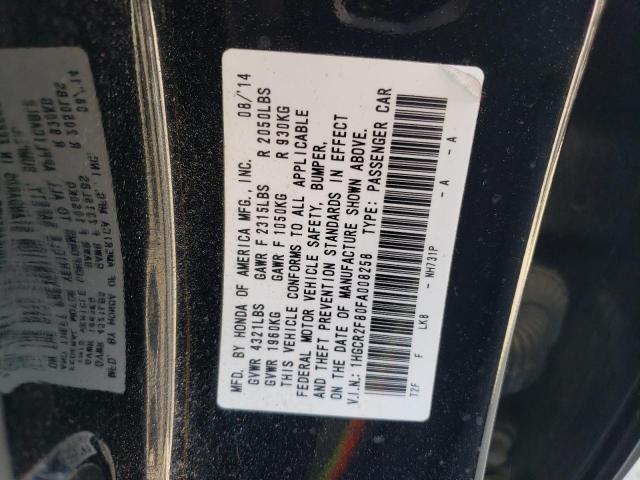 MFD. BY HONDA OF AMERICA MFG., INC. 08/'14
GVWR 4321LBS GAWR F 2315LBS R 2050LBS
GVWR 1960KG GAWR F 1050KG R 930KG
THIS VEHICLE CONFORMS TO ALL APPLICABLE
FEDERAL MOTOR VEHICLE SAFETY, BUMPER,
AND THEFT PREVENTION STANDARDS IN EFFECT
ON THE DATE OF MANUFACTURE SHOWN ABOVE.
V.I.N.: 1HGCR2F80FA008258 TYPE: PASSENGER CAR
T2F F LKB - NH731P - A - A